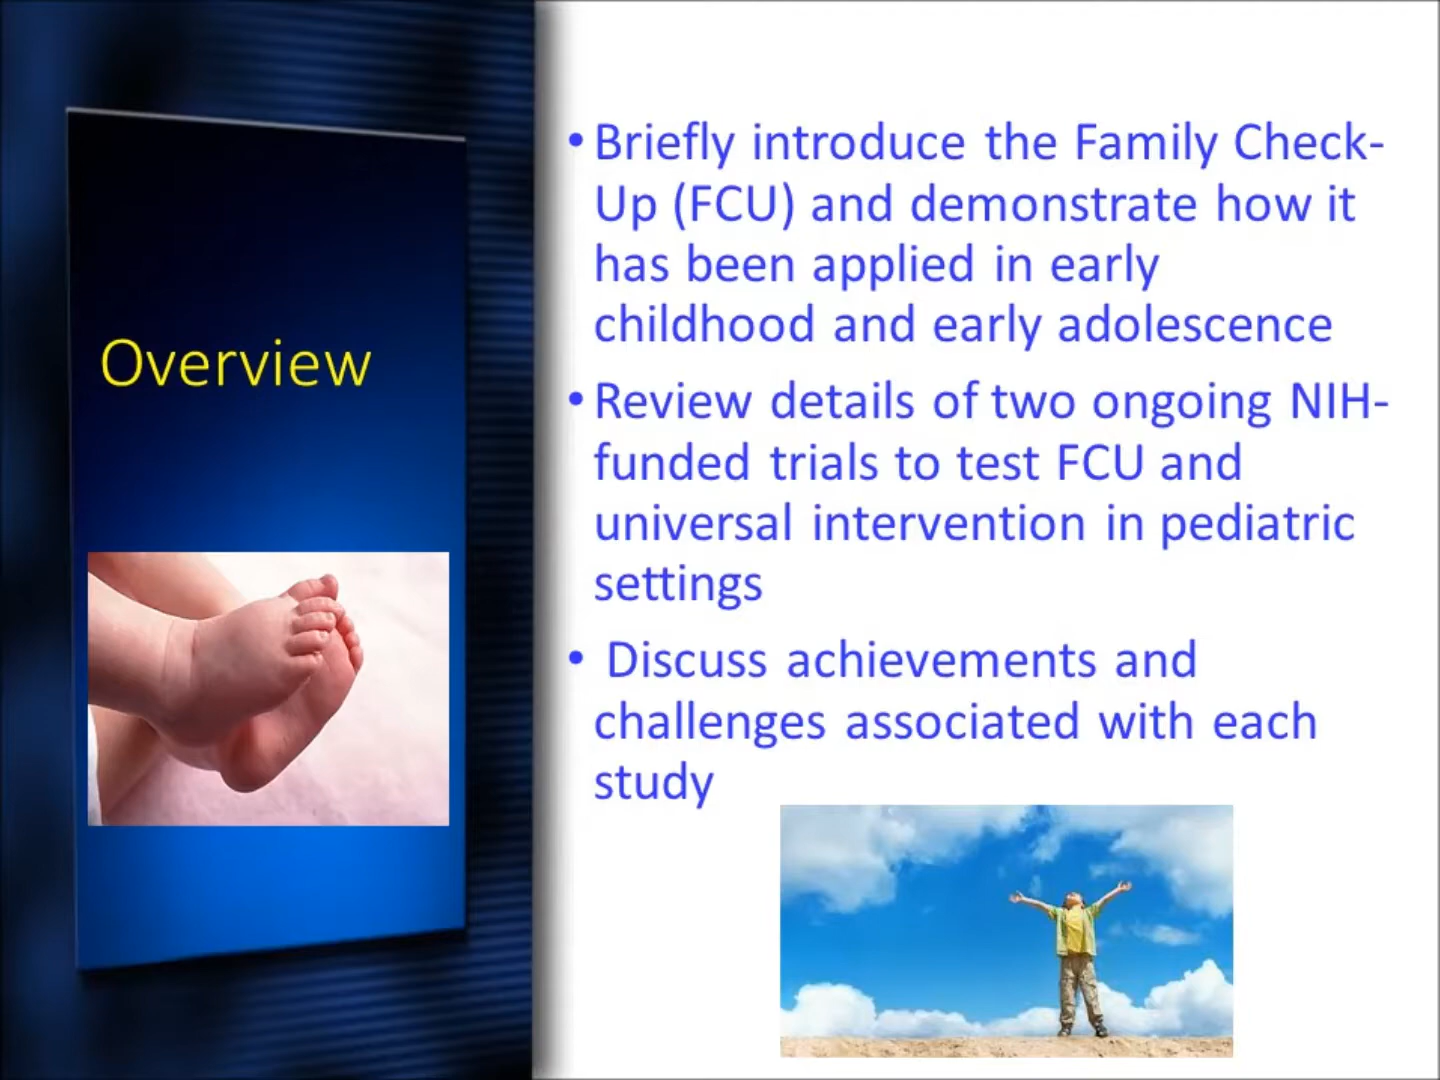 Overview
• Briefly introduce the Family Check-
Up (FCU) and demonstrate how it
has been applied in early
childhood and early adolescence
• Review details of two ongoing NIH-
funded trials to test FCU and
universal intervention in pediatric
settings
• Discuss achievements and
challenges associated with each
study